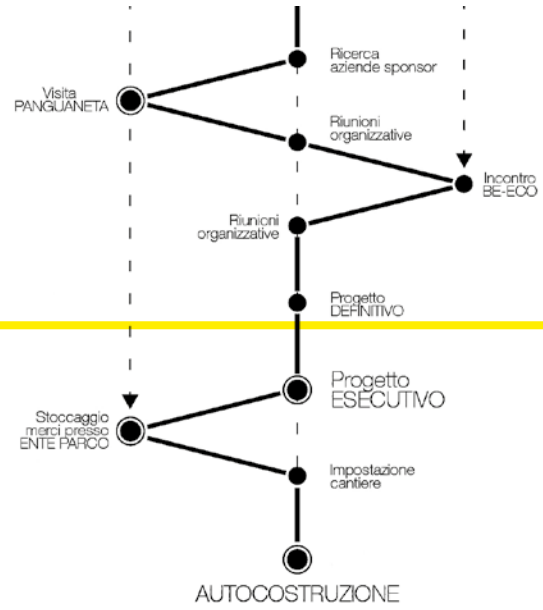 Ricerca
aziende sponsor
Visita
PANGUANETA
Riunioni
organizzative
Incontro
BE-ECO
Riunioni
organizzative
Progetto
DEFINITIVO
Progetto
ESECUTIVO
Stoccaggio
merci presso
ENTE PARCO
Impostazione
cantiere
AUTOCOSTRUZIONE